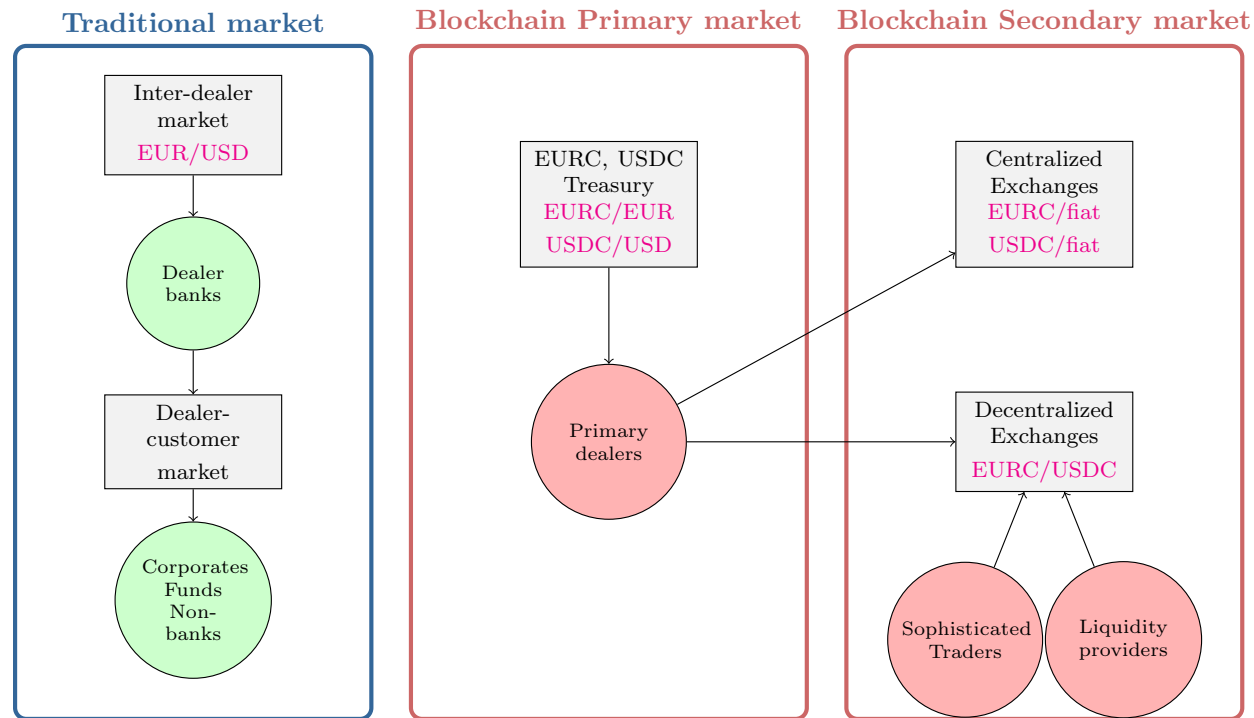 Traditional market
Inter-dealer
market
EUR/USD
Dealer
banks
Dealer-
customer
market
Corporates
Funds
Non-
banks
Blockchain Primary market
EURC, USDC
Treasury
EURC/EUR
USDC/USD
Primary
dealers
Blockchain Secondary market
Centralized
Exchanges
EURC/fiat
USDC/fiat
Decentralized
Exchanges
EURC/USDC
Sophisticated
Traders
Liquidity
providers